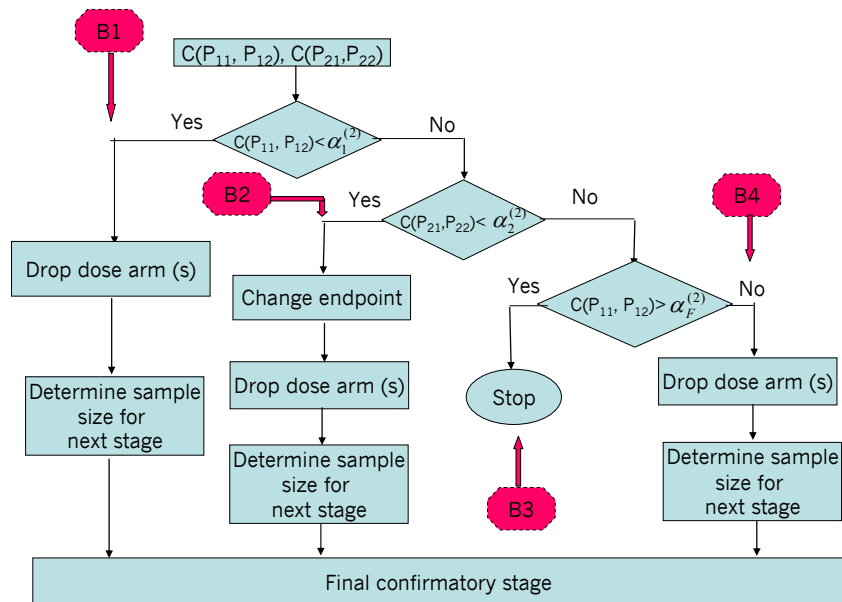 B1
C(P₁₁, P₁₂), C(P₂₁,P₂₂)
Yes
C(P₁₁, P₁₂)< α₁⁽²⁾
No
B2
Yes
C(P₂₁,P₂₂)< α₂⁽²⁾
No
B4
Drop dose arm (s)
Change endpoint
Yes
C(P₁₁, P₁₂)> α_F⁽²⁾
No
Determine sample
size for
next stage
Drop dose arm (s)
Stop
Drop dose arm (s)
Determine sample
size for
next stage
B3
Determine sample
size for
next stage
Final confirmatory stage